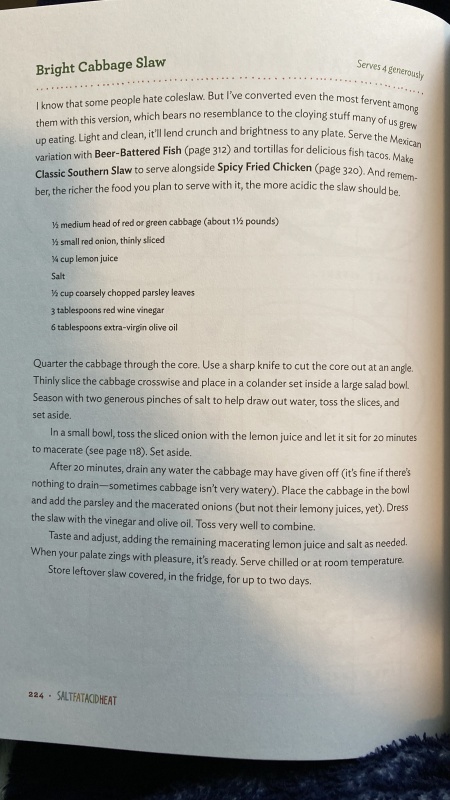 Bright Cabbage Slaw
Serves 4 generously
I know that some people hate coleslaw. But I've converted even the most fervent among
them with this version, which bears no resemblance to the cloying stuff many of us grew
up eating. Light and clean, it'll lend crunch and brightness to any plate. Serve the Mexican
variation with Beer-Battered Fish (page 312) and tortillas for delicious fish tacos. Make
Classic Southern Slaw to serve alongside Spicy Fried Chicken (page 320). And remem-
ber, the richer the food you plan to serve with it, the more acidic the slaw should be.
½ medium head of red or green cabbage (about 1½ pounds)
½ small red onion, thinly sliced
¼ cup lemon juice
Salt
½ cup coarsely chopped parsley leaves
3 tablespoons red wine vinegar
6 tablespoons extra-virgin olive oil
Quarter the cabbage through the core. Use a sharp knife to cut the core out at an angle.
Thinly slice the cabbage crosswise and place in a colander set inside a large salad bowl.
Season with two generous pinches of salt to help draw out water, toss the slices, and
set aside.
In a small bowl, toss the sliced onion with the lemon juice and let it sit for 20 minutes
to macerate (see page 118). Set aside.
After 20 minutes, drain any water the cabbage may have given off (it's fine if there's
nothing to drain—sometimes cabbage isn't very watery). Place the cabbage in the bowl
and add the parsley and the macerated onions (but not their lemony juices, yet). Dress
the slaw with the vinegar and olive oil. Toss very well to combine.
Taste and adjust, adding the remaining macerating lemon juice and salt as needed.
When your palate zings with pleasure, it's ready. Serve chilled or at room temperature.
Store leftover slaw covered, in the fridge, for up to two days.
224 · SALTFATACIDHEAT